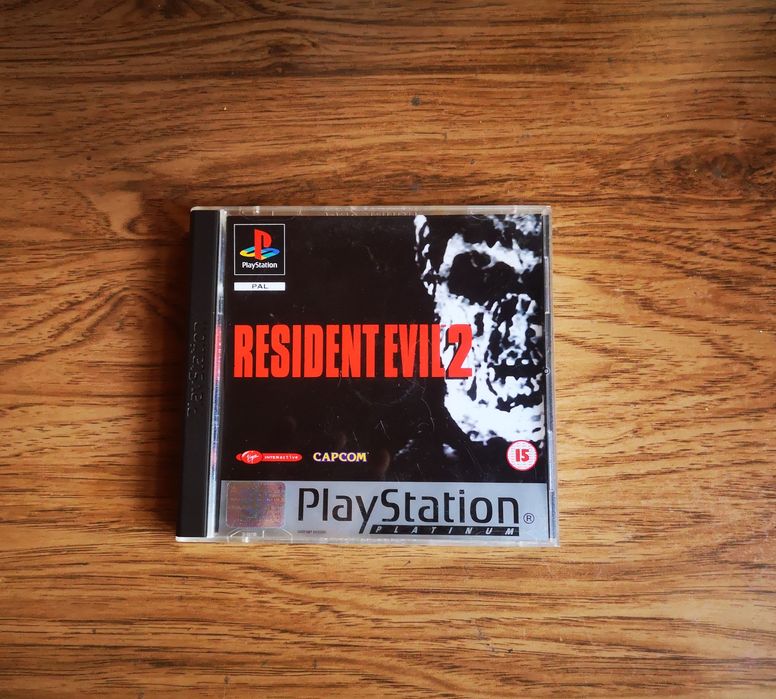 PlayStation
PlayStation
PAL
RESIDENT EVIL 2
Virgin INTERACTIVE
CAPCOM
15
PlayStation®
PLATINUM